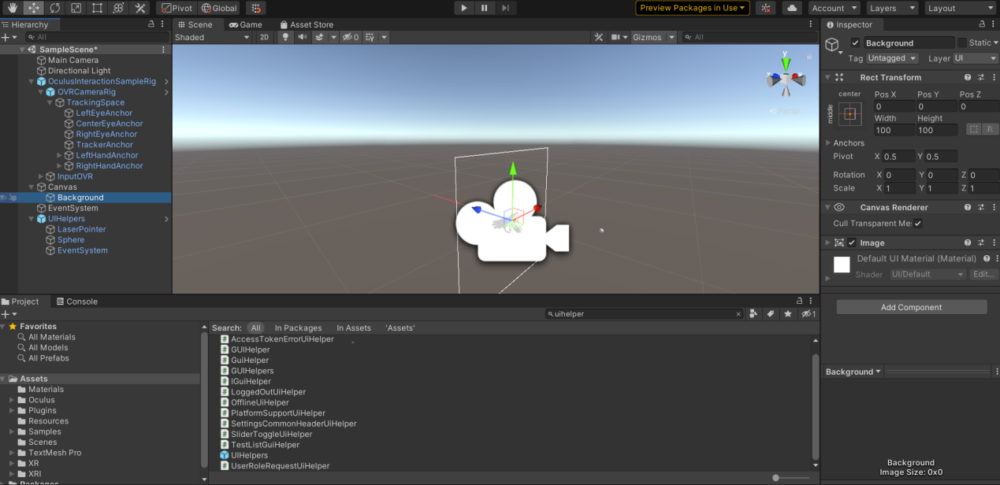 Pivot Global Preview Packages in Use Account Layers Layout
Hierarchy
All
SampleScene*
Main Camera
Directional Light
OculusInteractionSampleRig
OVRCameraRig
TrackingSpace
LeftEyeAnchor
CenterEyeAnchor
RightEyeAnchor
TrackerAnchor
LeftHandAnchor
RightHandAnchor
InputOVR
Canvas
Background
EventSystem
UIHelpers
LaserPointer
Sphere
EventSystem
Scene Game Asset Store
Shaded 2D 0 Gizmos All
y
Persp
Inspector
Background Static
Tag Untagged Layer UI
Rect Transform
center Pos X Pos Y Pos Z
middle 0 0 0
Width Height
100 100 R
Anchors
Pivot X 0.5 Y 0.5
Rotation X 0 Y 0 Z 0
Scale X 1 Y 1 Z 1
Canvas Renderer
Cull Transparent Me:
Image
Default UI Material (Material)
Shader UI/Default Edit...
Add Component
Background
Background
Image Size: 0x0
Project Console
uihelper 1
Favorites
All Materials
All Models
All Prefabs
Assets
Materials
Oculus
Plugins
Resources
Samples
Scenes
TextMesh Pro
XR
XRI
Packages
Search: All In Packages In Assets 'Assets'
AccessTokenErrorUiHelper
GUIHelper
GuiHelper
GUIHelpers
IGuiHelper
LoggedOutUiHelper
OfflineUiHelper
PlatformSupportUiHelper
SettingsCommonHeaderUiHelper
SliderToggleUiHelper
TestListGuiHelper
UIHelpers
UserRoleRequestUiHelper